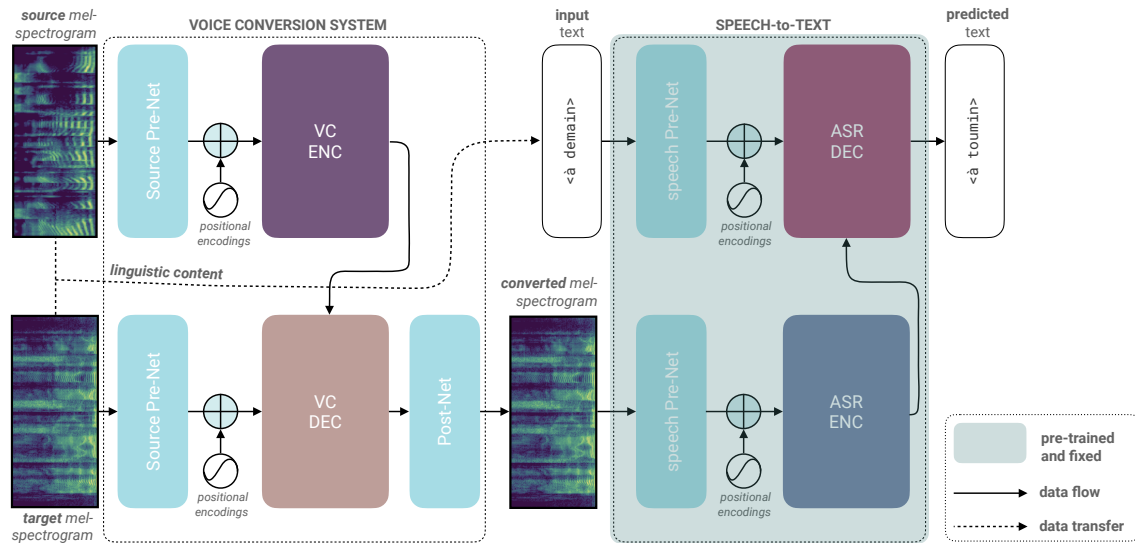 source mel-
spectrogram
VOICE CONVERSION SYSTEM
input
text
SPEECH-to-TEXT
predicted
text
Source Pre-Net
VC
ENC
positional
encodings
<à demain>
speech Pre-Net
positional
encodings
ASR
DEC
<à toumin>
linguistic content
converted mel-
spectrogram
Source Pre-Net
positional
encodings
VC
DEC
Post-Net
speech Pre-Net
positional
encodings
ASR
ENC
target mel-
spectrogram
pre-trained
and fixed
data flow
data transfer